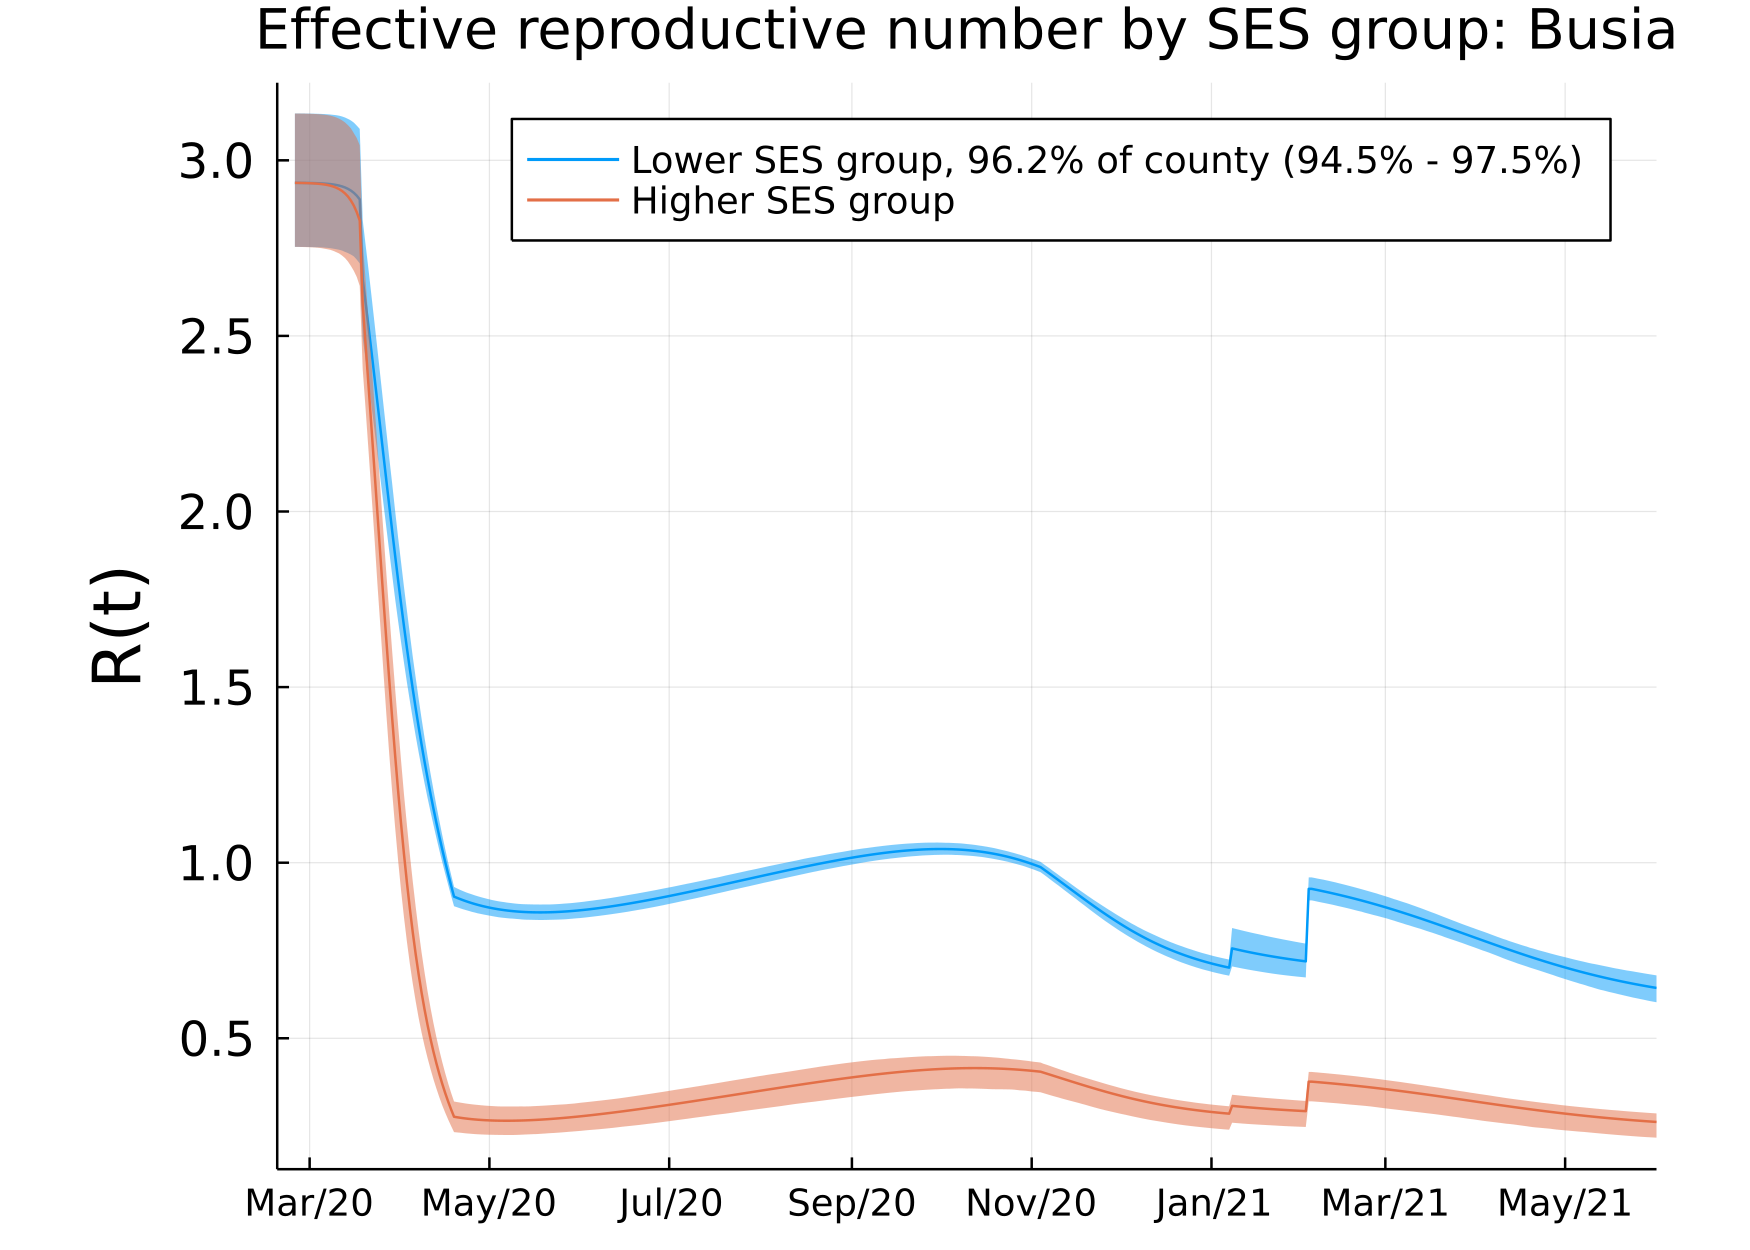 Effective reproductive number by SES group: Busia
Lower SES group, 96.2% of county (94.5% - 97.5%)
Higher SES group
R(t)
3.0
2.5
2.0
1.5
1.0
0.5
Mar/20 May/20 Jul/20 Sep/20 Nov/20 Jan/21 Mar/21 May/21